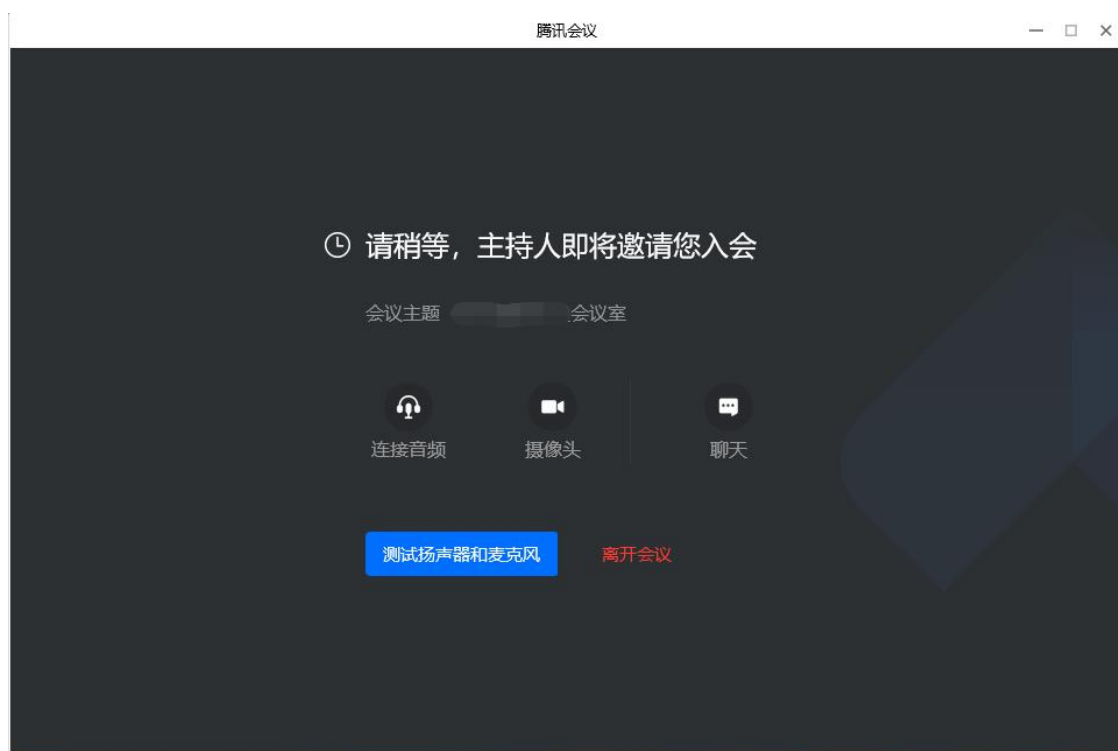 腾讯会议
请稍等，主持人即将邀请您入会
会议主题 会议室
连接音频 摄像头 聊天
测试扬声器和麦克风 离开会议